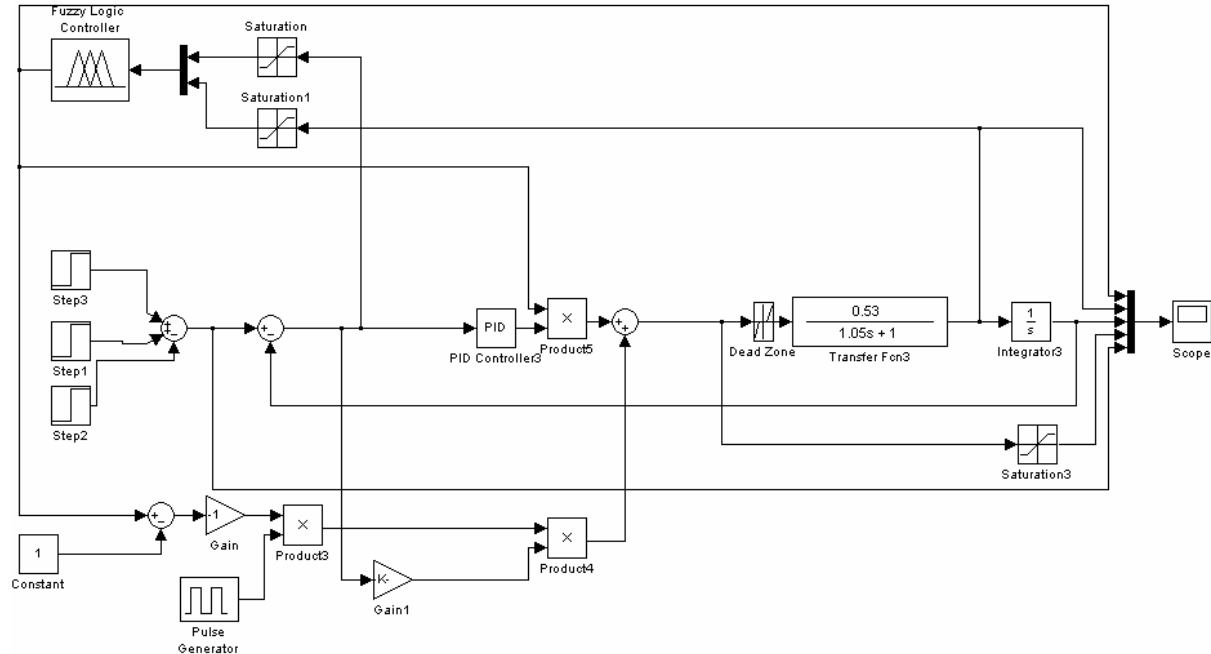 Fuzzy Logic
Controller
Saturation
Saturation1
Step3
Step1
Step2
+
+
-
+
-
PID
PID Controller3
×
Product5
+
+
Dead Zone
0.53
1.05s + 1
Transfer Fcn3
1
s
Integrator3
Scope
Saturation3
+
-
-1
Gain
×
Product3
1
Constant
Pulse
Generator
K-
Gain1
×
Product4